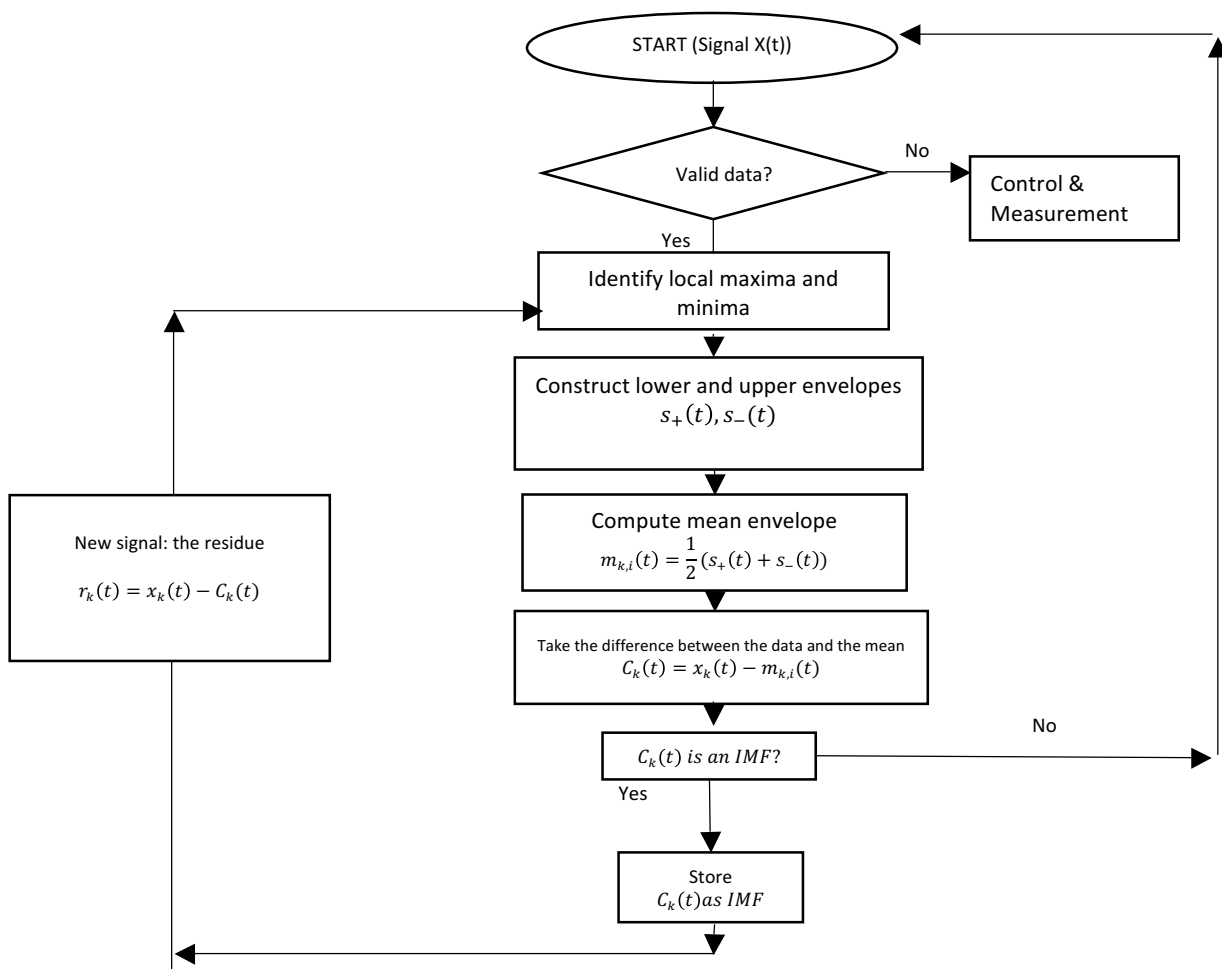 START (Signal X(t))
Valid data?
No
Control &
Measurement
Yes
Identify local maxima and
minima
Construct lower and upper envelopes
s₊(t), s₋(t)
Compute mean envelope
m_{k,i}(t) = \frac{1}{2}(s₊(t) + s₋(t))
Take the difference between the data and the mean
C_k(t) = x_k(t) − m_{k,i}(t)
C_k(t) is an IMF?
No
Yes
Store
C_k(t)as IMF
New signal: the residue
r_k(t) = x_k(t) − C_k(t)